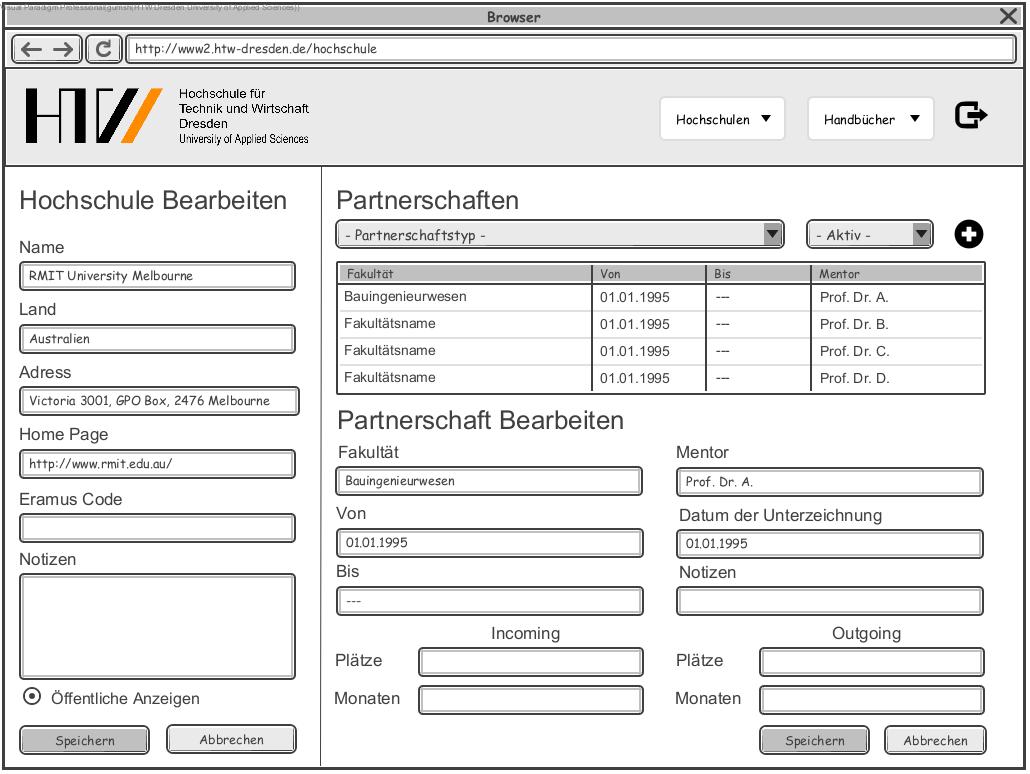 Visual Paradigm Professional(gumsh(HTW Dresden University of Applied Sciences))
Browser
http://www2.htw-dresden.de/hochschule
HTW
Hochschule für
Technik und Wirtschaft
Dresden
University of Applied Sciences
Hochschulen
Handbücher
Hochschule Bearbeiten
Name
RMIT University Melbourne
Land
Australien
Adress
Victoria 3001, GPO Box, 2476 Melbourne
Home Page
http://www.rmit.edu.au/
Eramus Code
Notizen
Öffentliche Anzeigen
Speichern Abbrechen
Partnerschaften
- Partnerschaftstyp - - Aktiv -
Fakultät Von Bis Mentor
Bauingenieurwesen 01.01.1995 --- Prof. Dr. A.
Fakultätsname 01.01.1995 --- Prof. Dr. B.
Fakultätsname 01.01.1995 --- Prof. Dr. C.
Fakultätsname 01.01.1995 --- Prof. Dr. D.
Partnerschaft Bearbeiten
Fakultät Mentor
Bauingenieurwesen Prof. Dr. A.
Von Datum der Unterzeichnung
01.01.1995 01.01.1995
Bis Notizen
---
Incoming Outgoing
Plätze Plätze
Monaten Monaten
Speichern Abbrechen